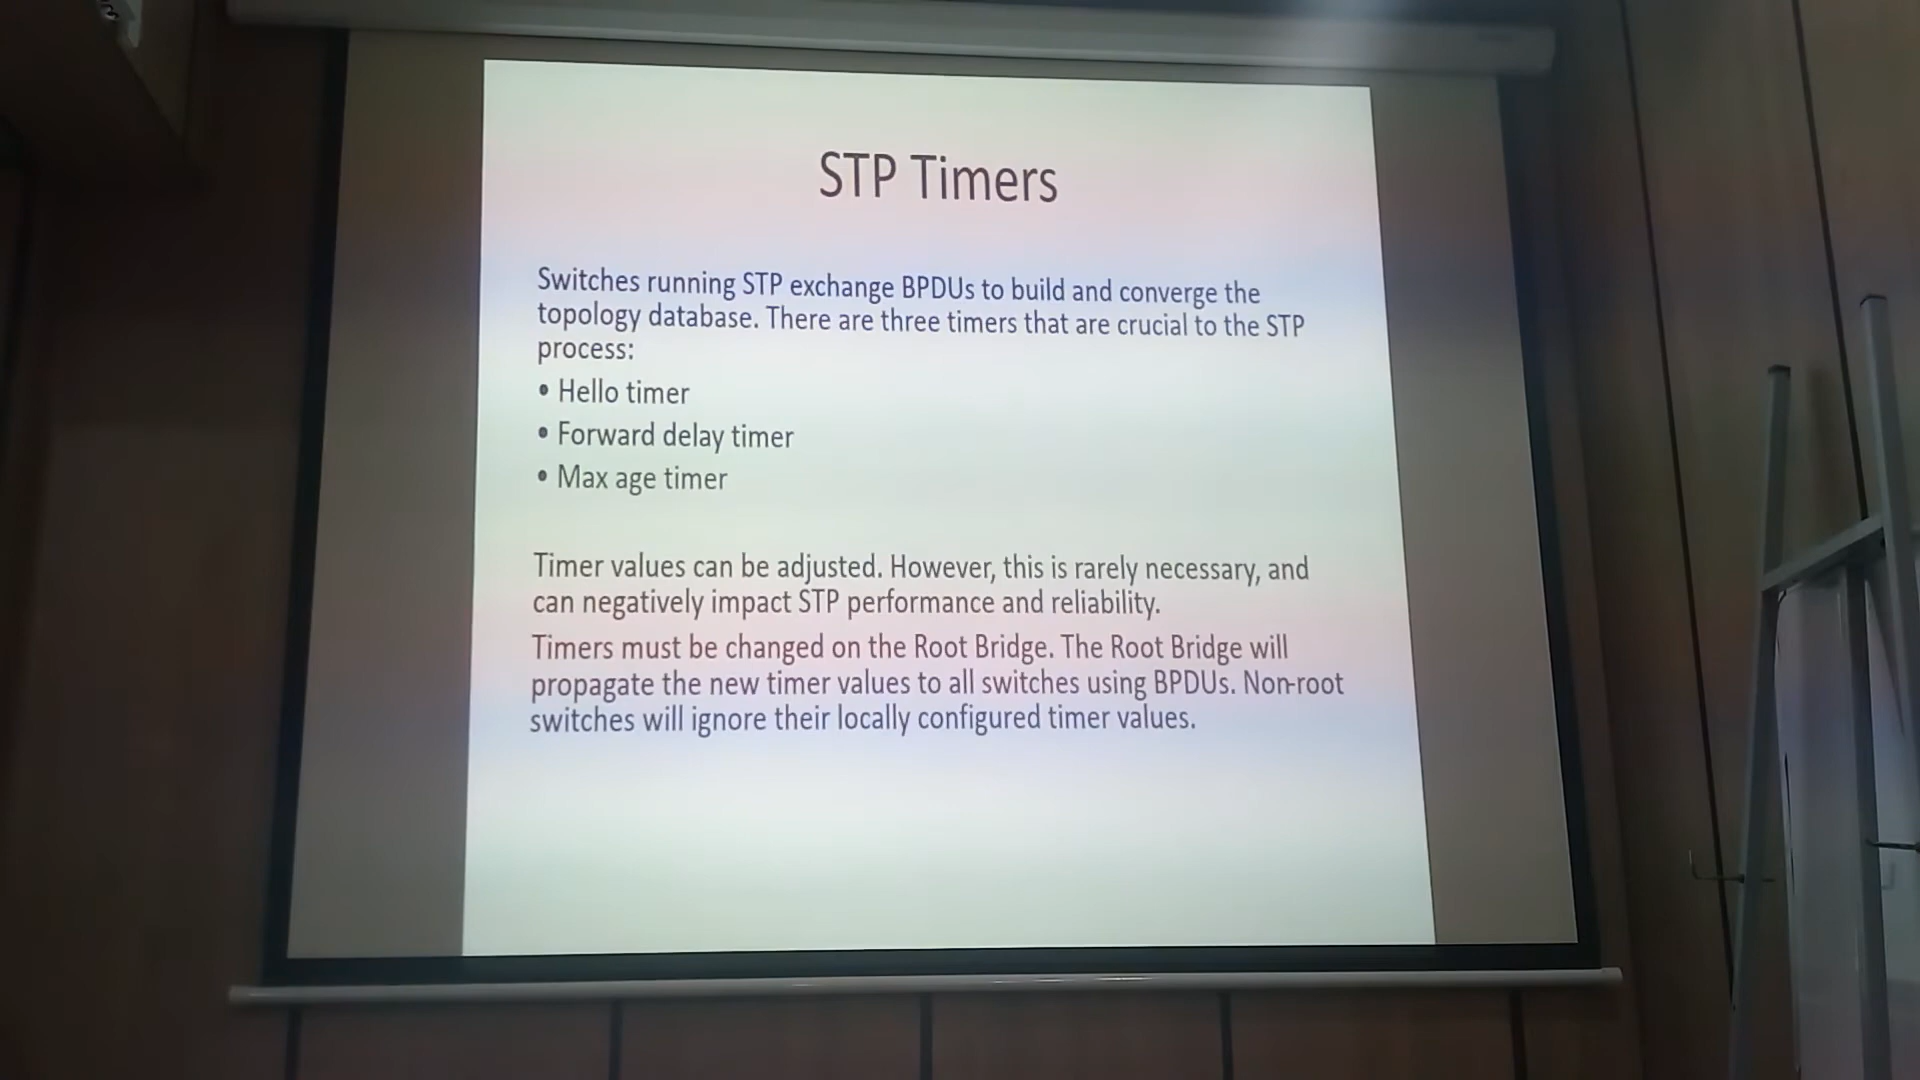 STP Timers
Switches running STP exchange BPDUs to build and converge the
topology database. There are three timers that are crucial to the STP
process:
• Hello timer
• Forward delay timer
• Max age timer
Timer values can be adjusted. However, this is rarely necessary, and
can negatively impact STP performance and reliability.
Timers must be changed on the Root Bridge. The Root Bridge will
propagate the new timer values to all switches using BPDUs. Non-root
switches will ignore their locally configured timer values.